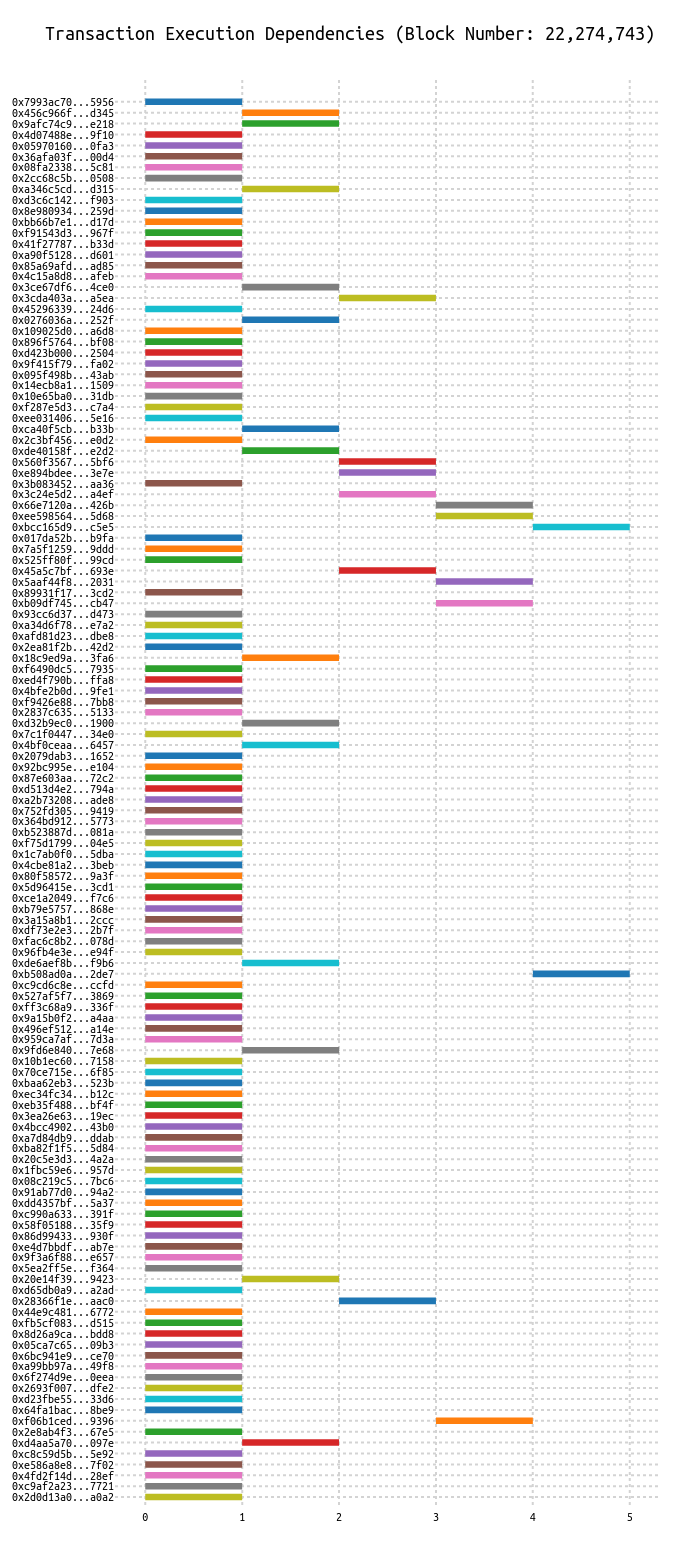 Transaction Execution Dependencies (Block Number: 22,274,743)
0x7993ac70...5956
0x456c966f...d345
0x9afc74c9...e218
0x4d07488e...9f10
0x05970160...0fa3
0x36afa03f...00d4
0x08fa2338...5c81
0x2cc68c5b...0508
0xa346c5cd...d315
0xd3c6c142...f903
0x8e980934...259d
0xbb66b7e1...d17d
0xf91543d3...967f
0x41f27787...b33d
0xa90f5128...d601
0x85a69afd...ad85
0x4c15a8d8...afeb
0x3ce67df6...4ce0
0x3cda403a...a5ea
0x45296339...24d6
0x0276036a...252f
0x109025d0...a6d8
0x896f5764...bf08
0xd423b000...2504
0x9f415f79...fa02
0x095f498b...43ab
0x14ecb8a1...1509
0x10e65ba0...31db
0xf287e5d3...c7a4
0xee031406...5e16
0xca40f5cb...b33b
0x2c3bf456...e0d2
0xde40158f...e2d2
0x560f3567...5bf6
0xe894bdee...3e7e
0x3b083452...aa36
0x3c24e5d2...a4ef
0x66e7120a...426b
0xee598564...5d68
0xbcc165d9...c5e5
0x017da52b...b9fa
0x7a5f1259...9ddd
0x525ff80f...99cd
0x45a5c7bf...693e
0x5aaf44f8...2031
0x89931f17...3cd2
0xb09df745...cb47
0x93cc6d37...d473
0xa34d6f78...e7a2
0xafd81d23...dbe8
0x2ea81f2b...42d2
0x18c9ed9a...3fa6
0xf6490dc5...7935
0xed4f790b...ffa8
0x4bfe2b0d...9fe1
0xf9426e88...7bb8
0x2837c635...5133
0xd32b9ec0...1900
0x7c1f0447...34e0
0x4bf0ceaa...6457
0x2079dab3...1652
0x92bc995e...e104
0x87e603aa...72c2
0xd513d4e2...794a
0xa2b73208...ade8
0x752fd305...9419
0x364bd912...5773
0xb523887d...081a
0xf75d1799...04e5
0x1c7ab0f0...5dba
0x4cbe81a2...3beb
0x80f58572...9a3f
0x5d96415e...3cd1
0xce1a2049...f7c6
0xb79e5757...868e
0x3a15a8b1...2ccc
0xdf73e2e3...2b7f
0xfac6c8b2...078d
0x96fb4e3e...e94f
0xde6aef8b...f9b6
0xb508ad0a...2de7
0xc9cd6c8e...ccfd
0x527af5f7...3869
0xff3c68a9...336f
0x9a15b0f2...a4aa
0x496ef512...a14e
0x959ca7af...7d3a
0x9fd6e840...7e68
0x10b1ec60...7158
0x70ce715e...6f85
0xbaa62eb3...523b
0xec34fc34...b12c
0xeb35f488...bf4f
0x3ea26e63...19ec
0x4bcc4902...43b0
0xa7d84db9...ddab
0xba82f1f5...5d84
0x20c5e3d3...4a2a
0x1fbc59e6...957d
0x08c219c5...7bc6
0x91ab77d0...94a2
0xdd4357bf...5a37
0xc990a633...391f
0x58f05188...35f9
0x86d99433...930f
0xe4d7bbdf...ab7e
0x9f3a6f88...e657
0x5ea2ff5e...f364
0x20e14f39...9423
0xd65db0a9...a2ad
0x28366f1e...aac0
0x44e9c481...6772
0xfb5cf083...d515
0x8d26a9ca...bdd8
0x05ca7c65...09b3
0x6bc941e9...ce70
0xa99bb97a...49f8
0x6f274d9e...0eea
0x2693f007...dfe2
0xd23fbe55...33d6
0x64fa1bac...8be9
0xf06b1ced...9396
0x2e8ab4f3...67e5
0xd4aa5a70...097e
0xc8c59d5b...5e92
0xe586a8e8...7f02
0x4fd2f14d...28ef
0xc9af2a23...7721
0x2d0d13a0...a0a2
0 1 2 3 4 5